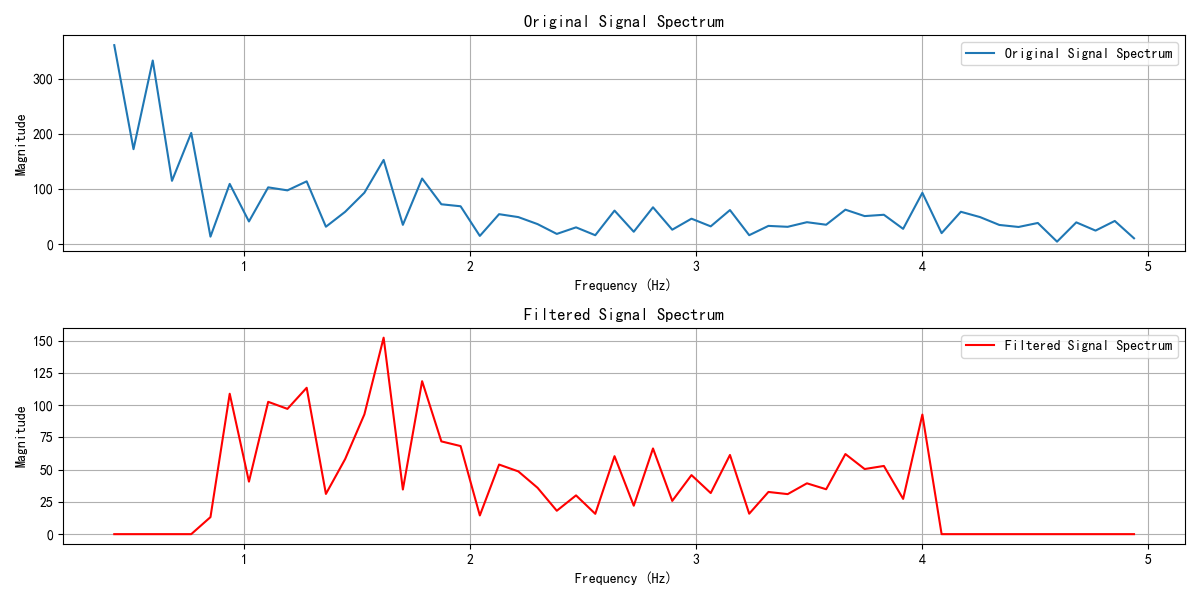 Original Signal Spectrum
Original Signal Spectrum
Magnitude
300
200
100
0
1 2 3 4 5
Frequency (Hz)
Filtered Signal Spectrum
Filtered Signal Spectrum
Magnitude
150
125
100
75
50
25
0
1 2 3 4 5
Frequency (Hz)